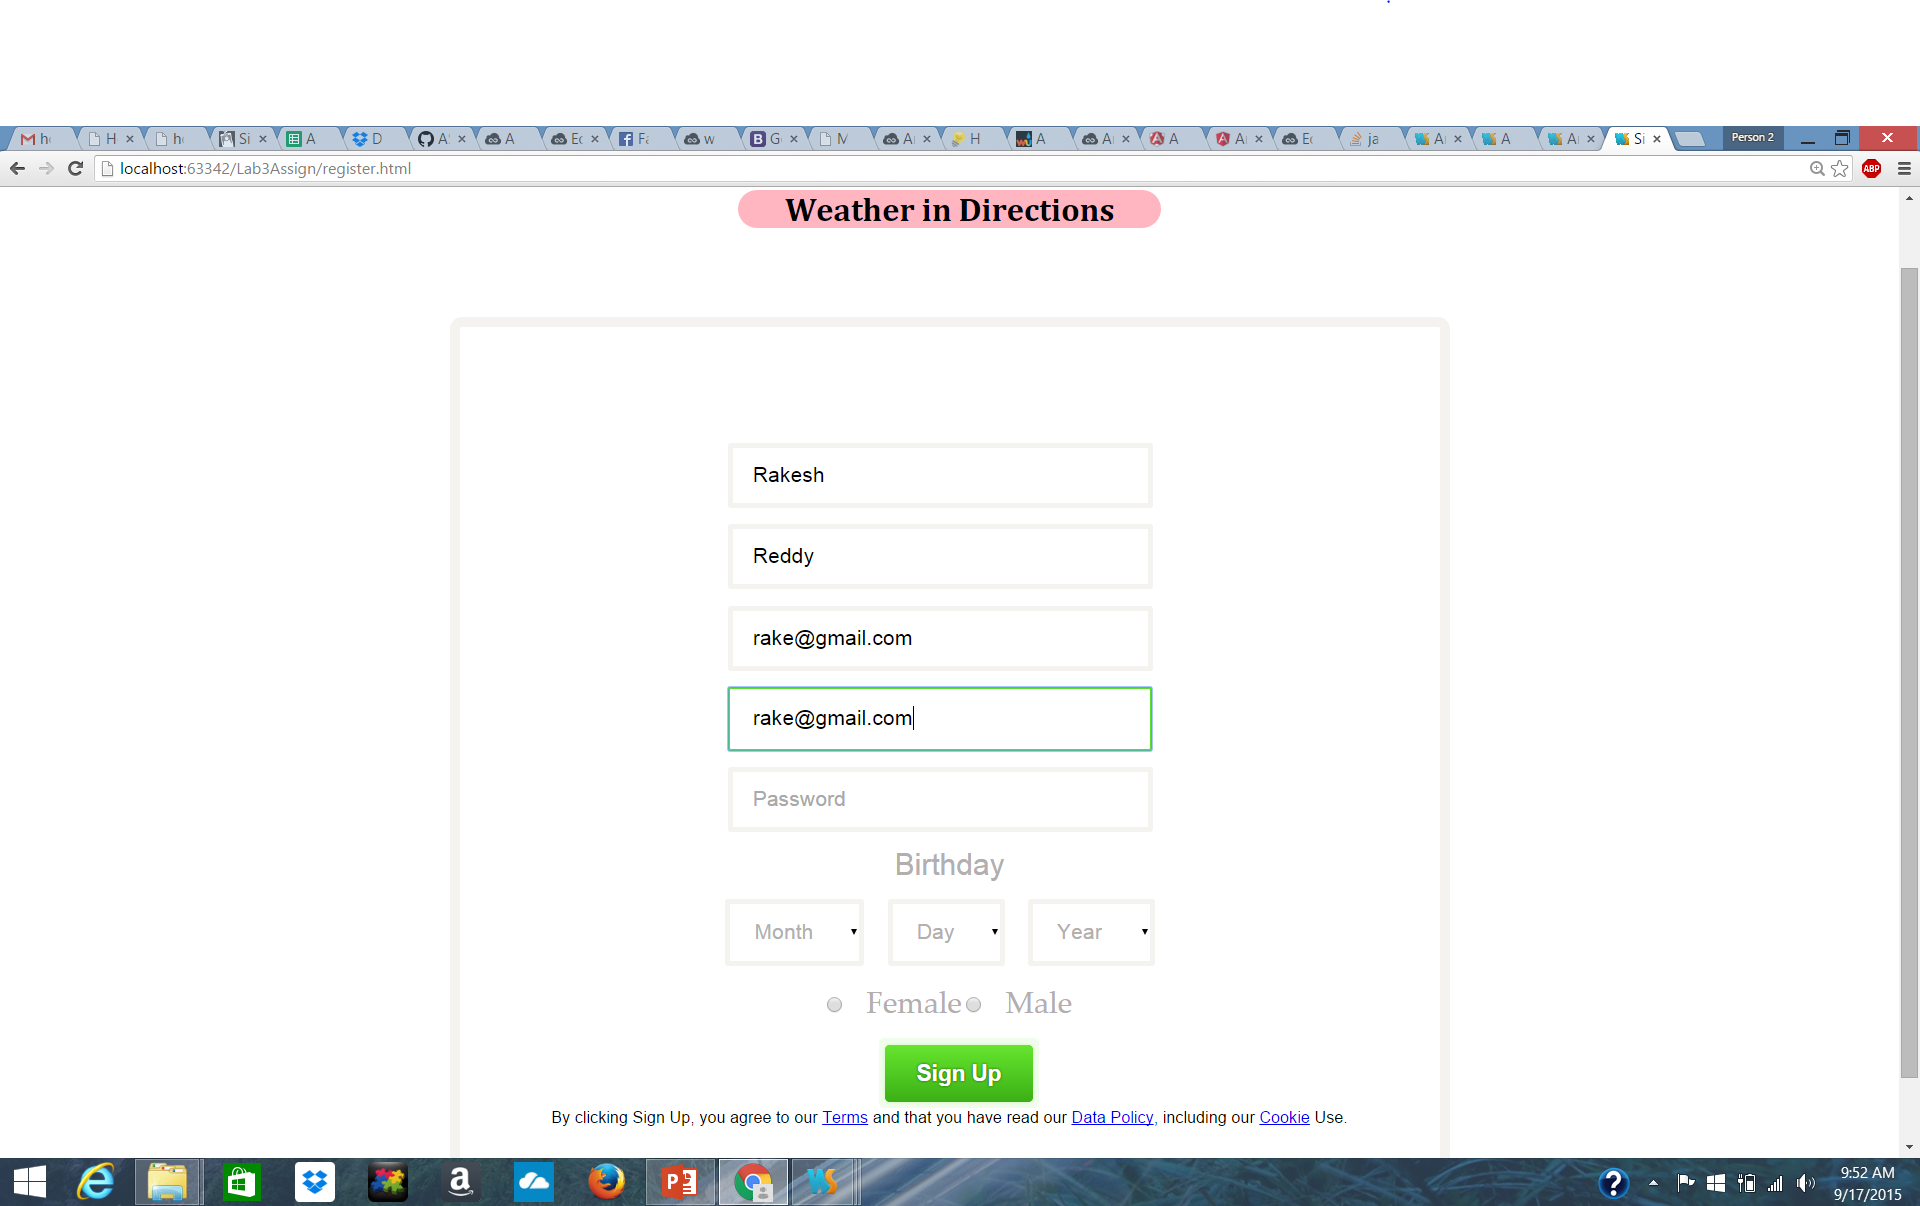 h H h Si A D A A Ec Fa w G M A H A A A A Ec ja A A A Si Person 2
localhost:63342/Lab3Assign/register.html
ABP
Weather in Directions
Rakesh
Reddy
rake@gmail.com
rake@gmail.com
Password
Birthday
Month Day Year
Female Male
Sign Up
By clicking Sign Up, you agree to our Terms and that you have read our Data Policy, including our Cookie Use.
9:52 AM
9/17/2015